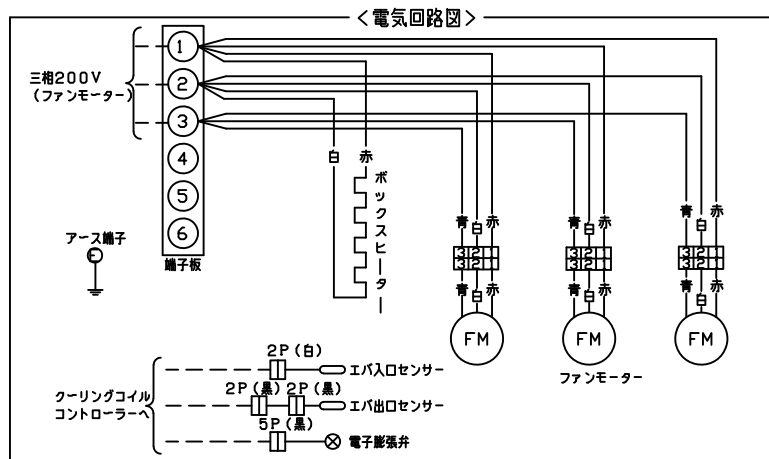 <電気回路図>
三相200V
(ファンモーター)
1
2
3
4
5
6
端子板
アース端子
E
白
赤
ボックスヒーター
青
白
赤
3 2 1
3 2 1
青
白
赤
FM
青
白
赤
3 2 1
3 2 1
青
白
赤
FM
青
白
赤
3 2 1
3 2 1
青
白
赤
FM
ファンモーター
クーリングコイル
コントローラーへ
2P(白)
エバ入口センサー
2P(黒) 2P(黒)
エバ出口センサー
5P(黒)
電子膨張弁